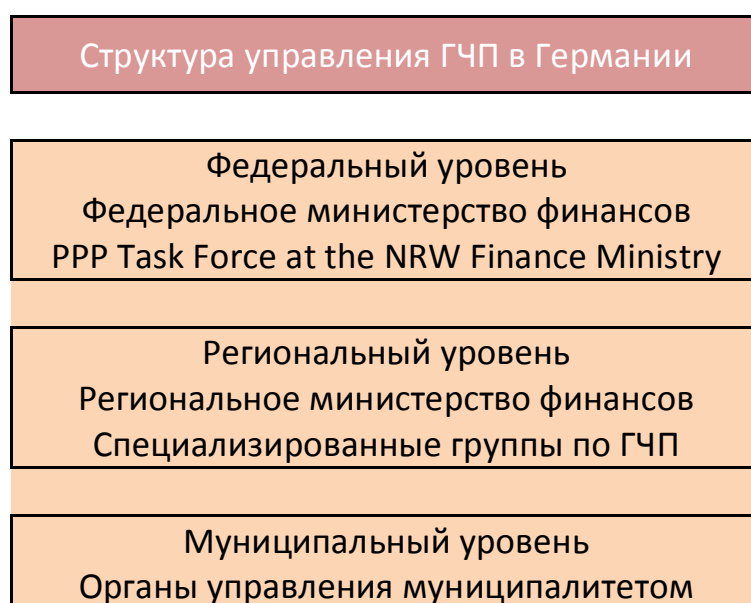 Структура управления ГЧП в Германии
Федеральный уровень
Федеральное министерство финансов
PPP Task Force at the NRW Finance Ministry
Региональный уровень
Региональное министерство финансов
Специализированные группы по ГЧП
Муниципальный уровень
Органы управления муниципалитетом